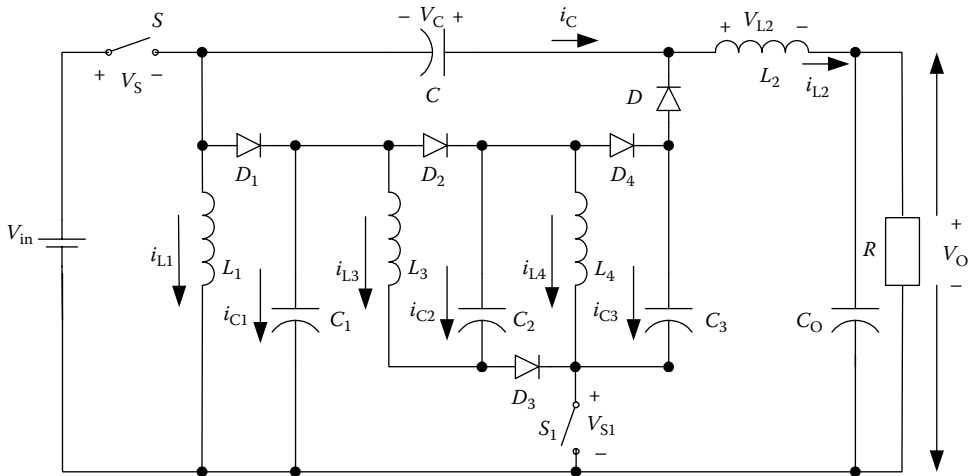 S
− V_C +
i_C
+ V_L2 −
+ V_S −
C
D
L_2
i_L2
D_1
D_2
D_4
V_in
i_L1
L_1
i_L3
L_3
i_L4
L_4
R
+
V_O
−
i_C1
C_1
i_C2
C_2
i_C3
C_3
C_O
D_3
S_1
+
V_S1
−